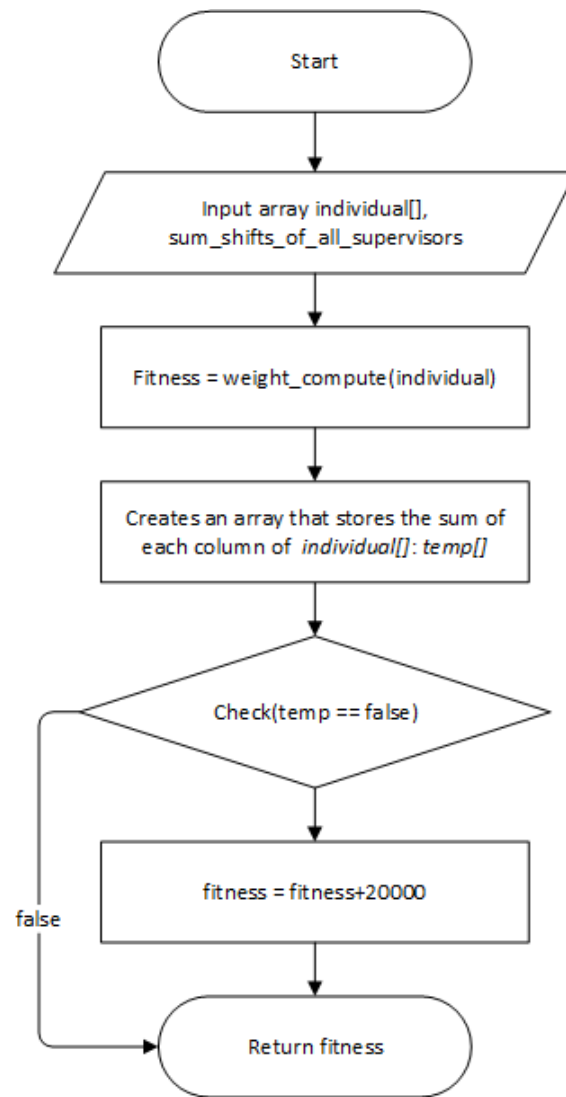 Start
Input array individual[],
sum_shifts_of_all_supervisors
Fitness = weight_compute(individual)
Creates an array that stores the sum of
each column of individual[]: temp[]
Check(temp == false)
fitness = fitness+20000
false
Return fitness